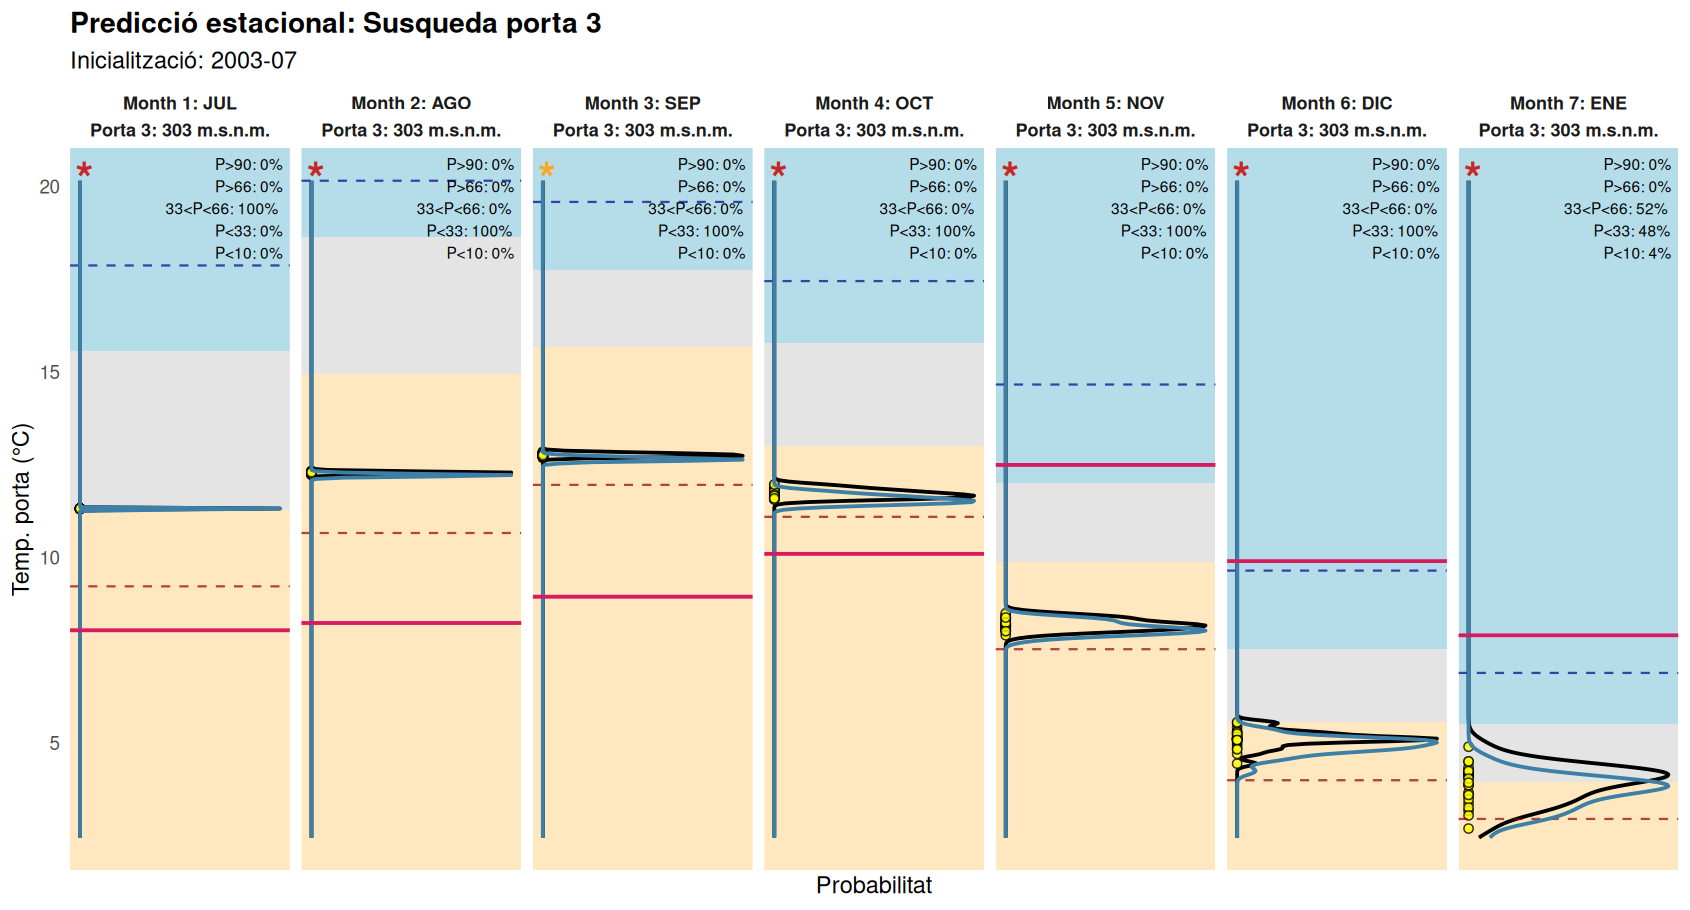 Predicció estacional: Susqueda porta 3
Inicialització: 2003-07
Month 1: JUL
Porta 3: 303 m.s.n.m.
Month 2: AGO
Porta 3: 303 m.s.n.m.
Month 3: SEP
Porta 3: 303 m.s.n.m.
Month 4: OCT
Porta 3: 303 m.s.n.m.
Month 5: NOV
Porta 3: 303 m.s.n.m.
Month 6: DIC
Porta 3: 303 m.s.n.m.
Month 7: ENE
Porta 3: 303 m.s.n.m.
*
P>90: 0%
P>66: 0%
33<P<66: 100%
P<33: 0%
P<10: 0%
*
P>90: 0%
P>66: 0%
33<P<66: 0%
P<33: 100%
P<10: 0%
*
P>90: 0%
P>66: 0%
33<P<66: 0%
P<33: 100%
P<10: 0%
*
P>90: 0%
P>66: 0%
33<P<66: 0%
P<33: 100%
P<10: 0%
*
P>90: 0%
P>66: 0%
33<P<66: 0%
P<33: 100%
P<10: 0%
*
P>90: 0%
P>66: 0%
33<P<66: 0%
P<33: 100%
P<10: 0%
*
P>90: 0%
P>66: 0%
33<P<66: 52%
P<33: 48%
P<10: 4%
20
15
10
5
Temp. porta (°C)
Probabilitat